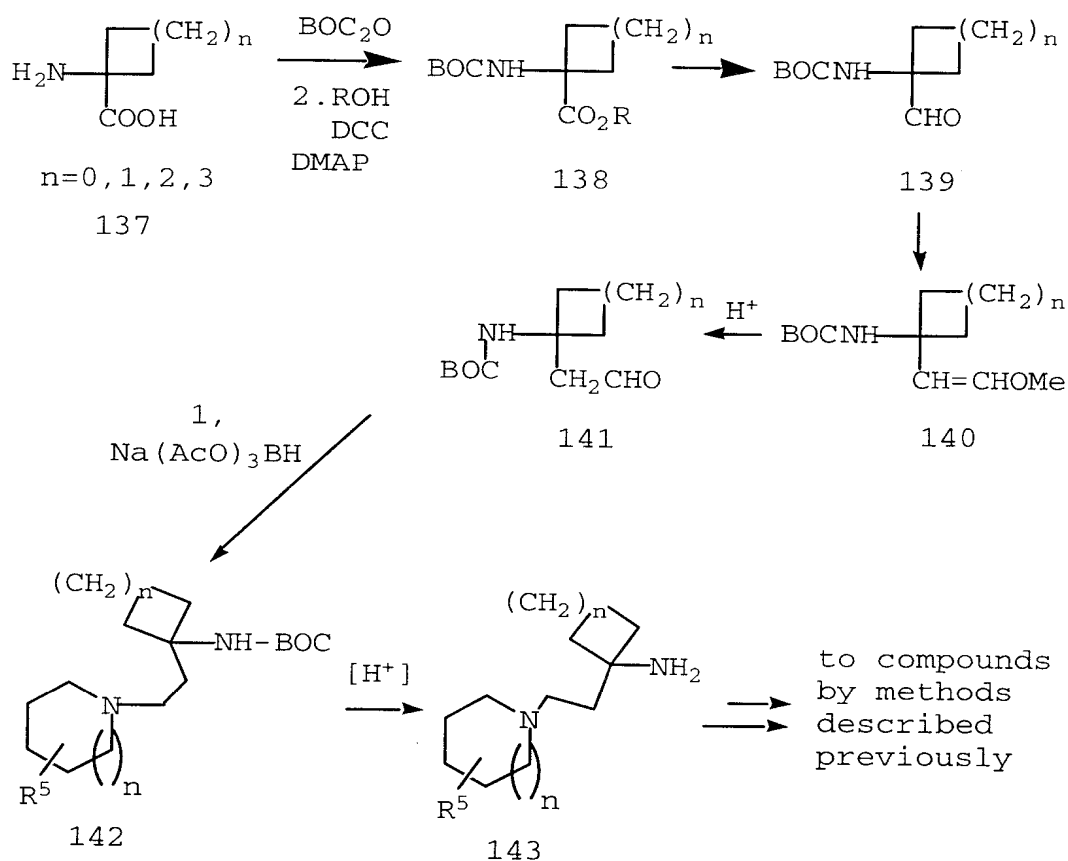 (CH₂)ₙ
H₂N
COOH
n=0,1,2,3
137
BOC₂O
2.ROH
DCC
DMAP
(CH₂)ₙ
BOCNH
CO₂R
138
(CH₂)ₙ
BOCNH
CHO
139
(CH₂)ₙ
BOCNH
CH=CHOMe
140
H⁺
(CH₂)ₙ
NH
BOC
CH₂CHO
141
1,
Na(AcO)₃BH
(CH₂)ₙ
NH-BOC
N
( )ₙ
R⁵
142
[H⁺]
(CH₂)ₙ
NH₂
N
( )ₙ
R⁵
143
to compounds
by methods
described
previously